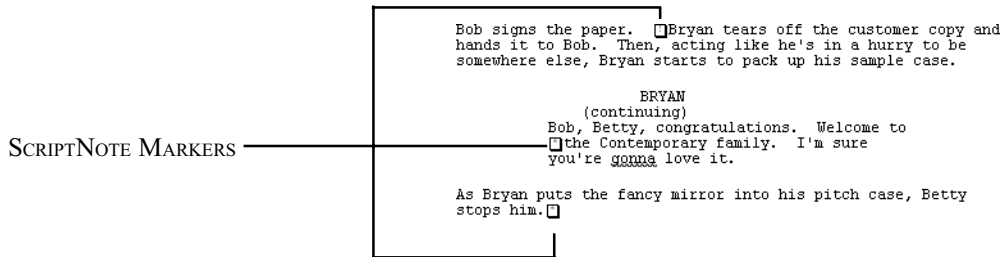 Bob signs the paper. Bryan tears off the customer copy and
hands it to Bob. Then, acting like he's in a hurry to be
somewhere else, Bryan starts to pack up his sample case.
BRYAN
(continuing)
Bob, Betty, congratulations. Welcome to
the Contemporary family. I'm sure
you're gonna love it.
SCRIPTNOTE MARKERS
As Bryan puts the fancy mirror into his pitch case, Betty
stops him.